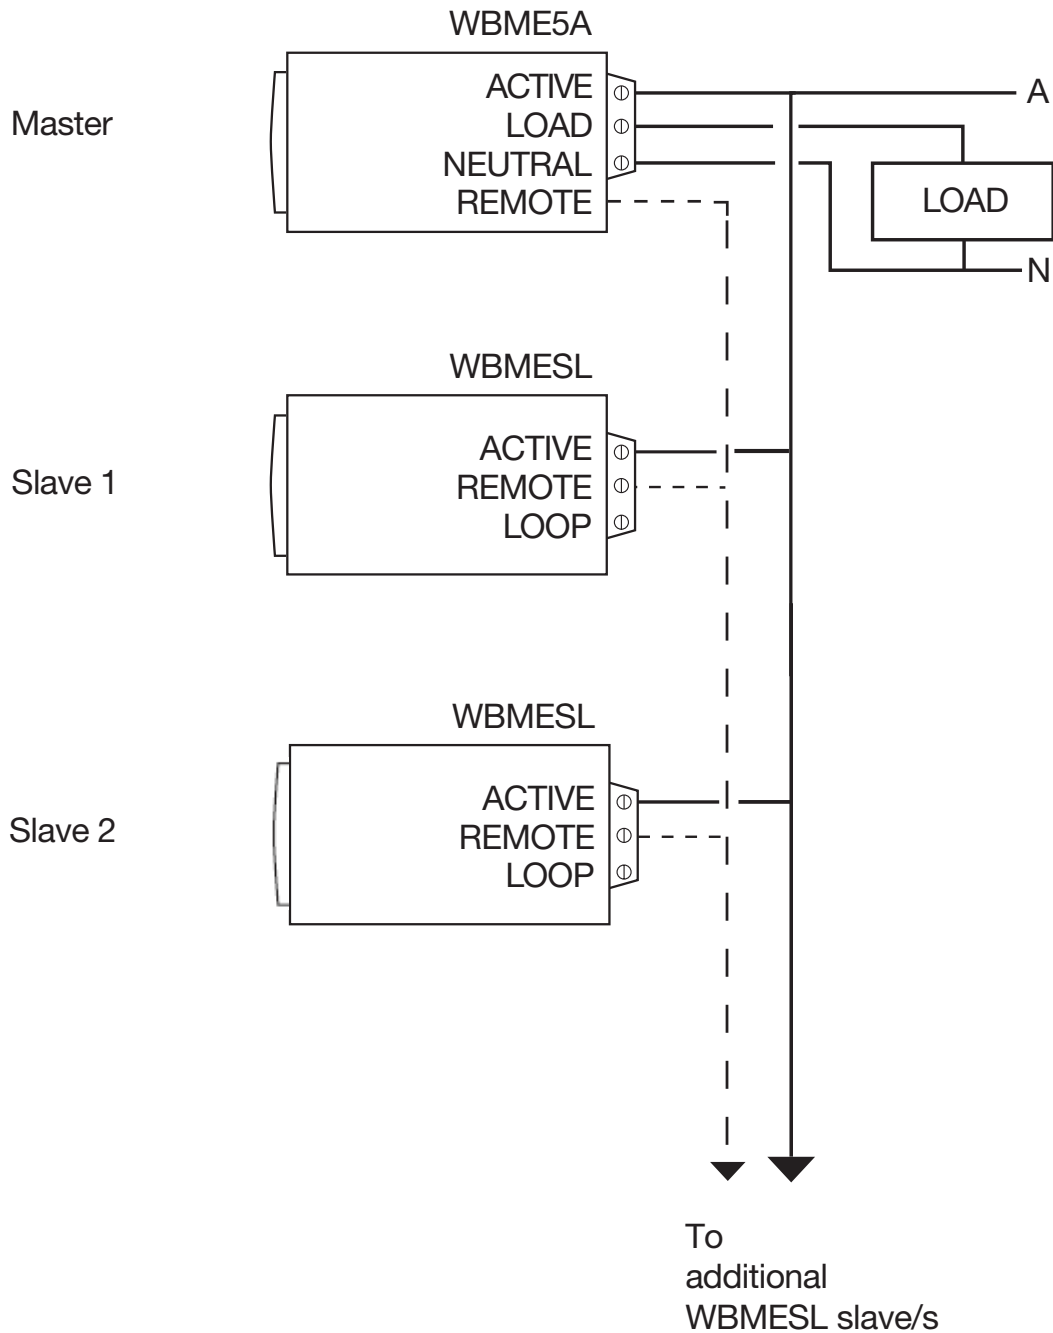 WBME5A
Master
ACTIVE
LOAD
NEUTRAL
REMOTE
A
LOAD
N
WBMESL
Slave 1
ACTIVE
REMOTE
LOOP
WBMESL
Slave 2
ACTIVE
REMOTE
LOOP
To
additional
WBMESL slave/s